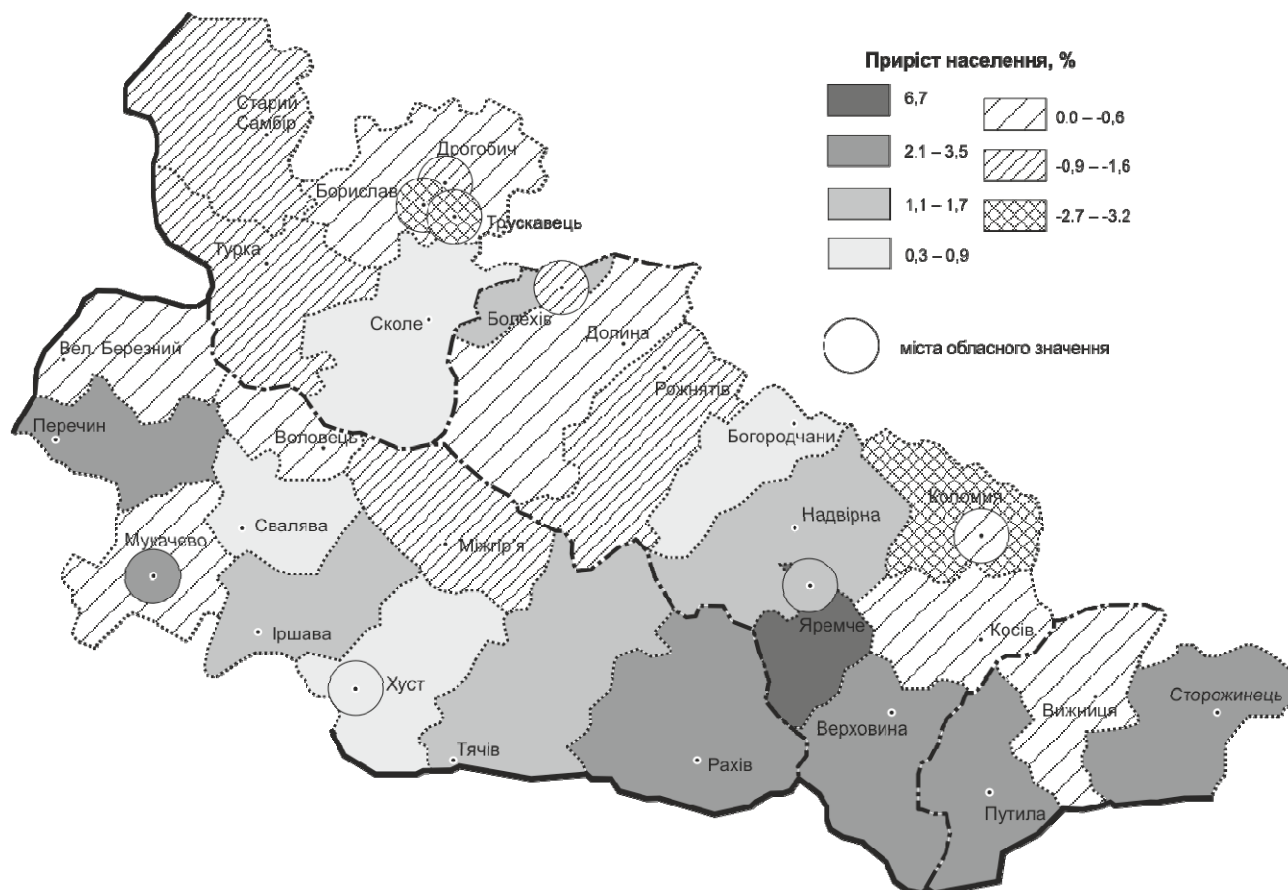 Приріст населення, %
6,7
2.1 – 3,5
1,1 – 1,7
0,3 – 0,9
0.0 – -0,6
-0,9 – -1,6
-2.7 – -3.2
міста обласного значення
Старий
Самбір
Дрогобич
Борислав
Трускавець
Турка
Сколе
Болехів
Долина
Вел. Березний
Рожнятів
Перечин
Воловець
Богородчани
Коломия
Свалява
Надвірна
Мукачево
Міжгір'я
Іршава
Яремче
Косів
Хуст
Верховина
Вижниця
Сторожинець
Тячів
Рахів
Путила